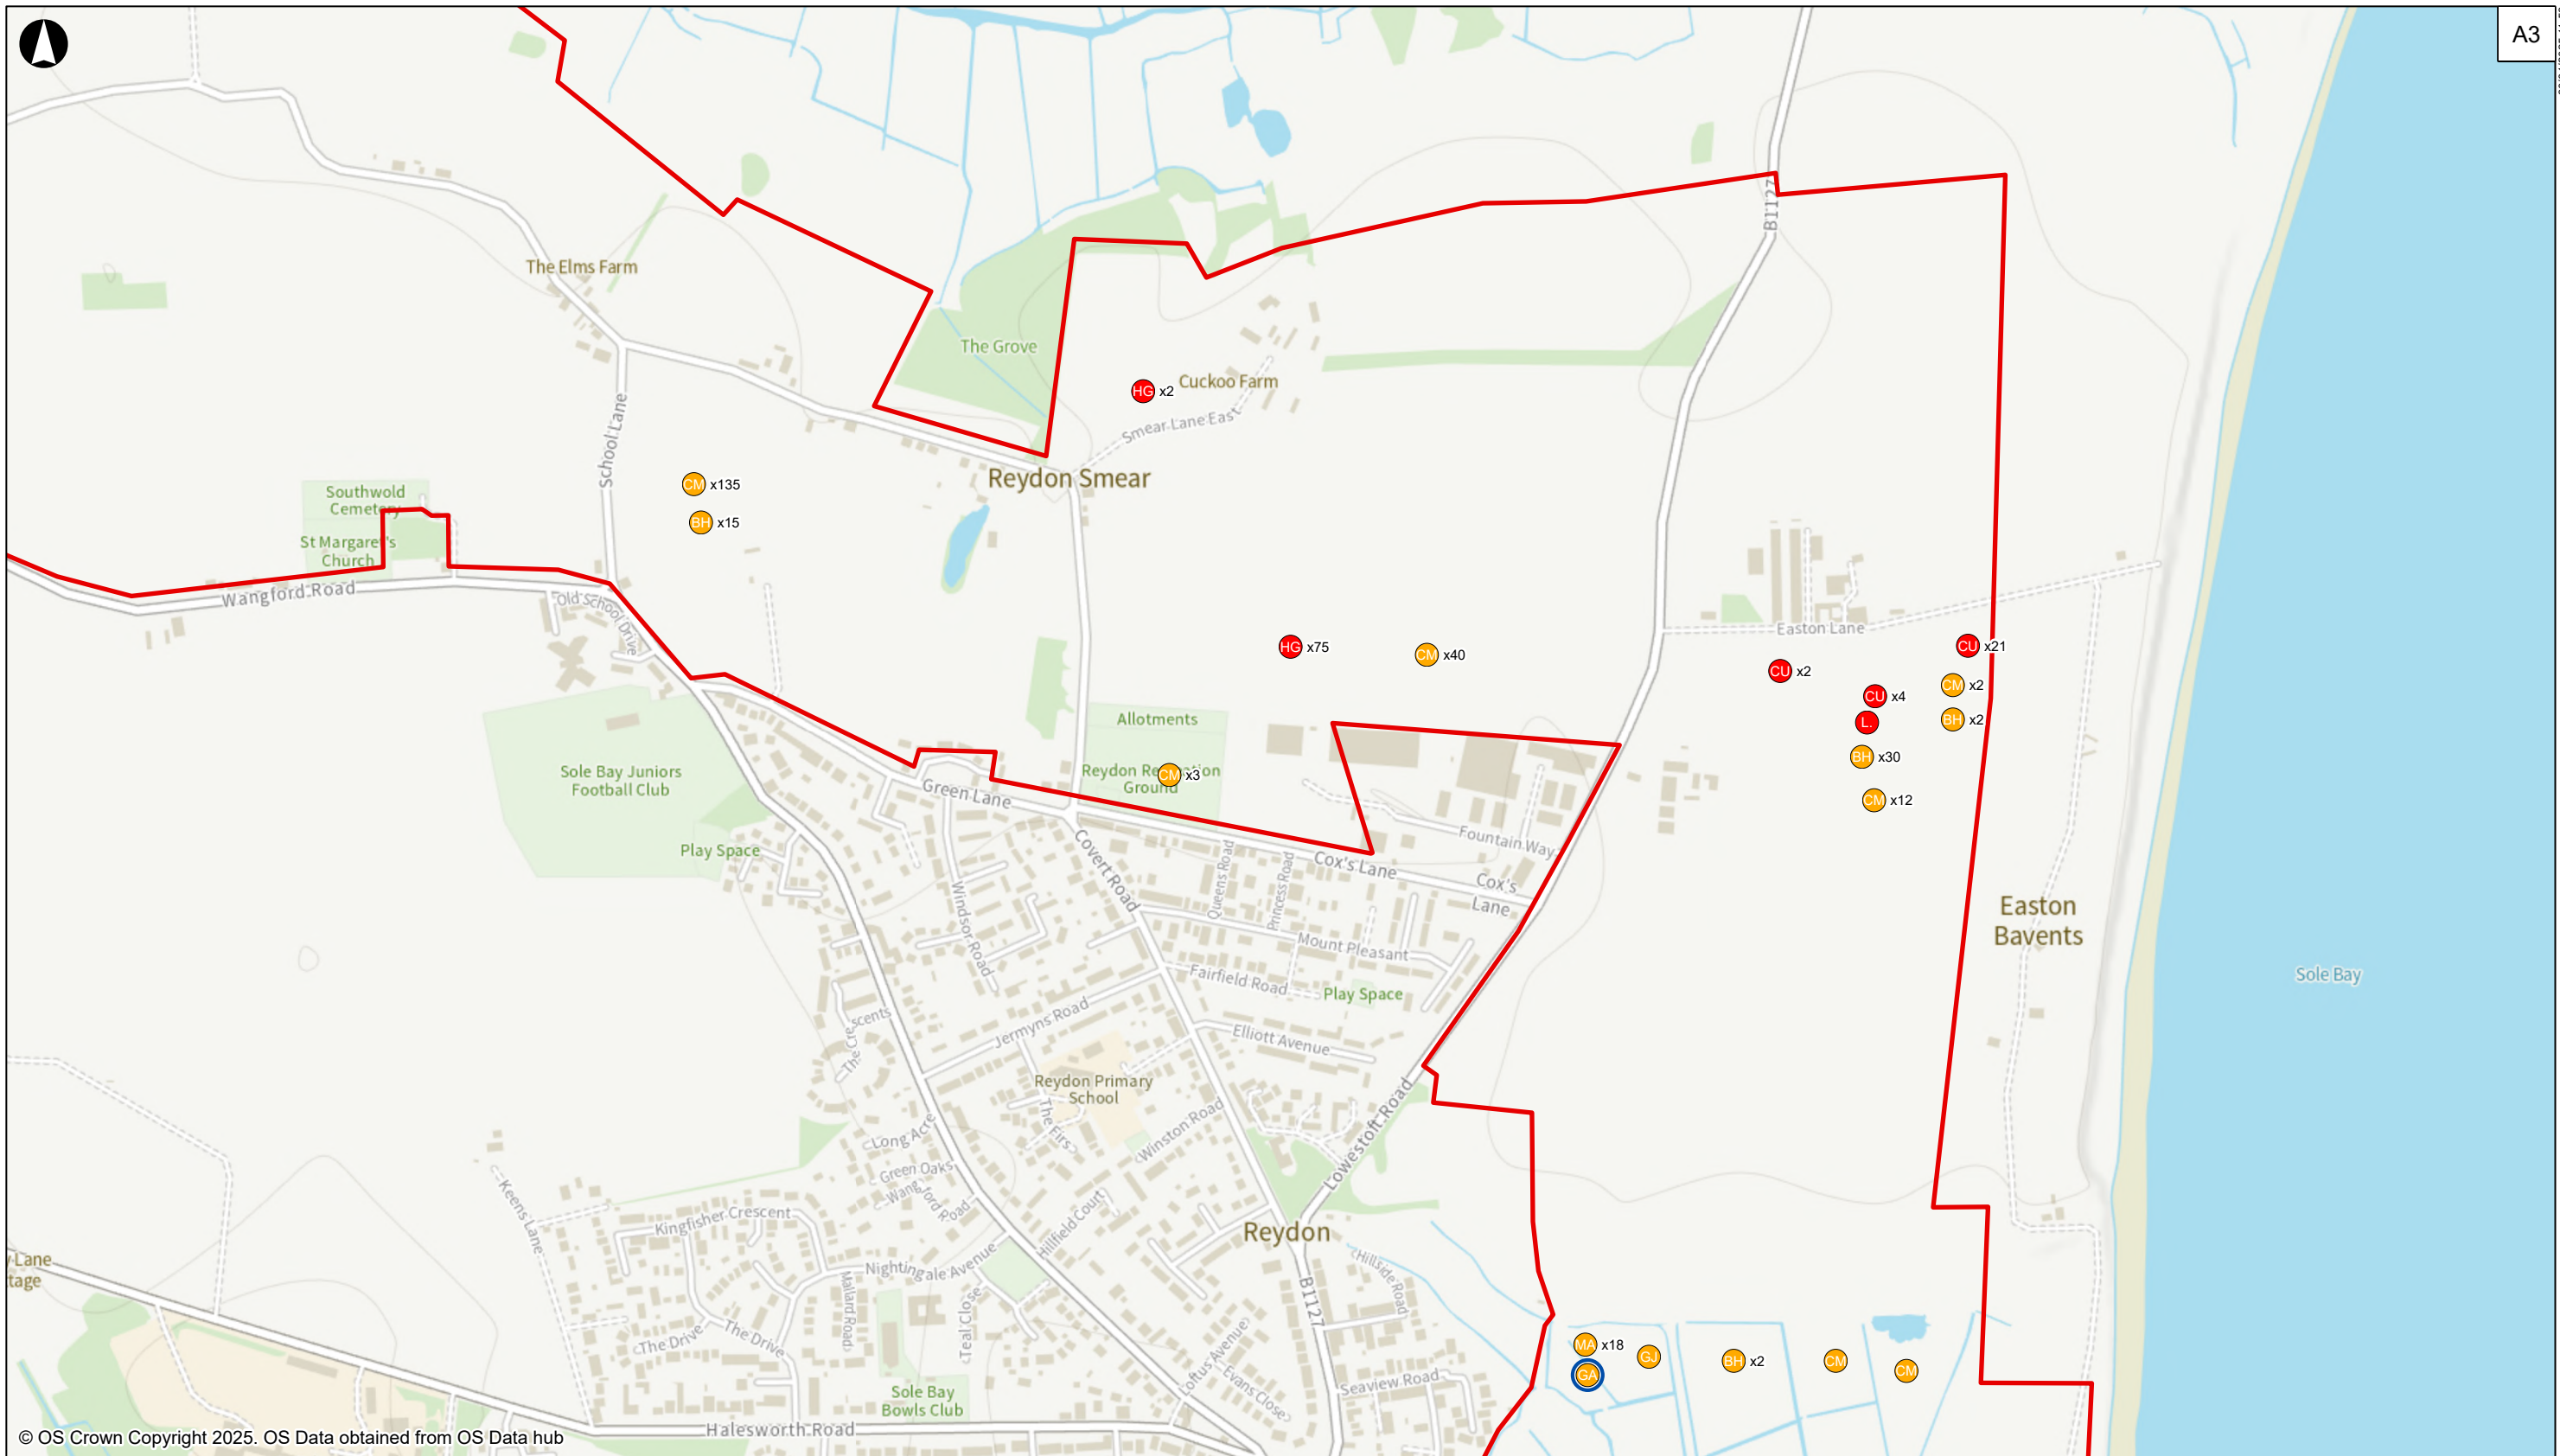 A3
B1127
The Elms Farm
The Grove
Cuckoo Farm
HG x2
Smear Lane East
School Lane
Reydon Smear
CM x135
BH x15
Southwold
Cemetery
St Margaret's
Church
Wangford Road
Old School Drive
HG x75
CM x40
Easton Lane
CU x21
CU x2
CM x2
CU x4
L.
BH x2
BH x30
CM x12
Allotments
Reydon Recreation
Ground
CM x3
Sole Bay Juniors
Football Club
Green Lane
Play Space
Covert Road
Fountain Way
Cox's Lane
Cox's
Lane
Queens Road
Princess Road
Windsor Road
Mount Pleasant
Fairfield Road
Play Space
Easton
Bavents
Sole Bay
The Crescents
Jermyns Road
Elliott Avenue
Reydon Primary
School
The Firs
Winston Road
Lowestoft Road
Long Acre
Green Oaks
Wangford Road
Keens Lane
Kingfisher Crescent
Hillfield Court
Reydon
Nightingale Avenue
Hillside Road
B1127
y Lane
tage
Mallard Road
Teal Close
The Drive
The Drive
Loftus Avenue
Evans Close
Seaview Road
MA x18
GA
GJ
BH x2
CM
CM
Sole Bay
Bowls Club
Halesworth Road
© OS Crown Copyright 2025. OS Data obtained from OS Data hub